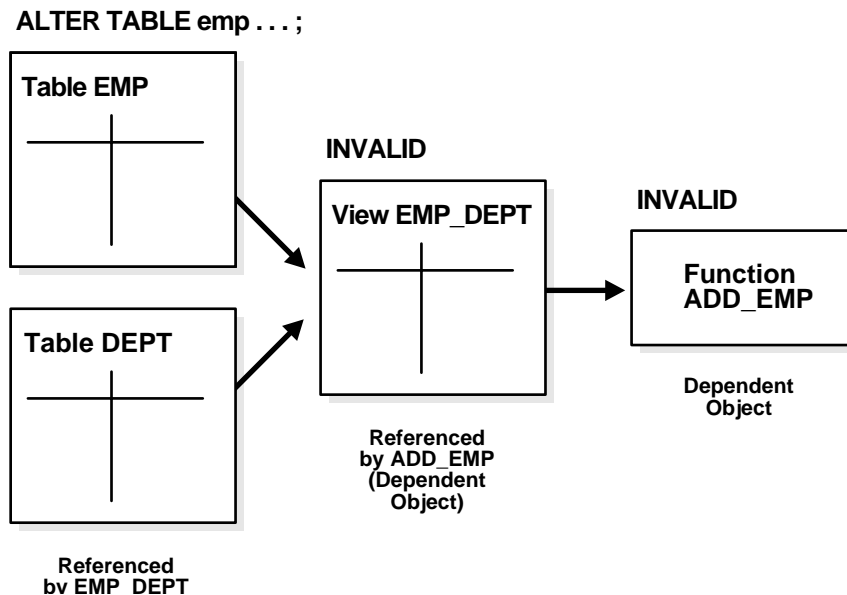 ALTER TABLE emp . . . ;
Table EMP
INVALID
View EMP_DEPT
INVALID
Function
ADD_EMP
Table DEPT
Dependent
Object
Referenced
by ADD_EMP
(Dependent
Object)
Referenced
by EMP_DEPT